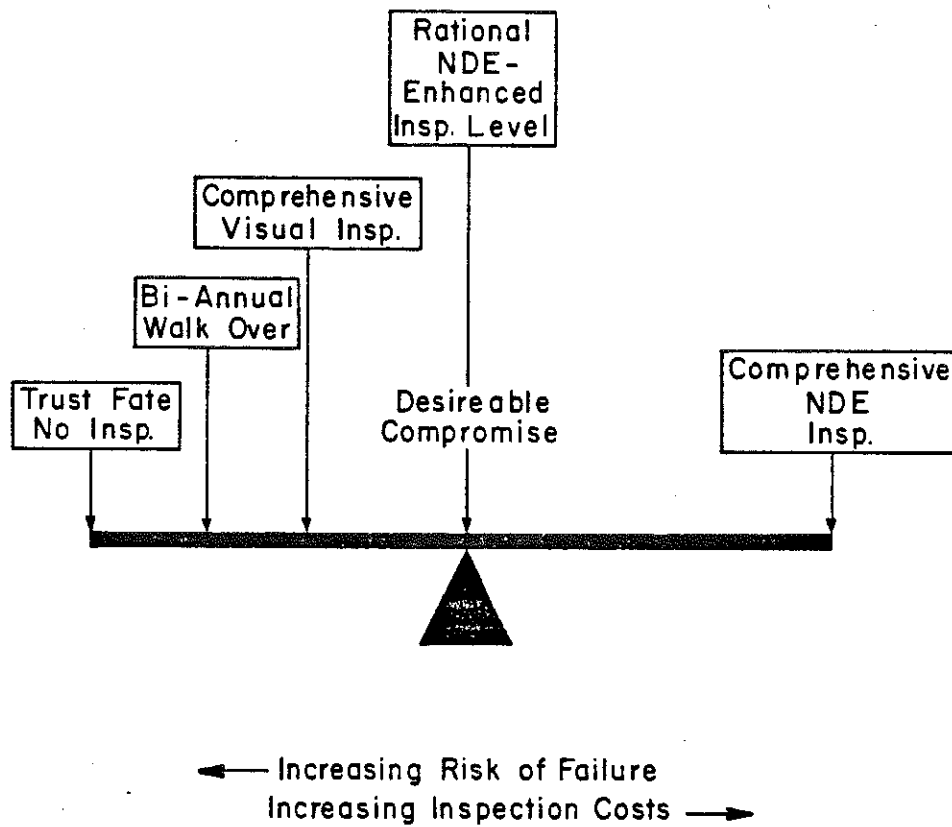 Rational
NDE-
Enhanced
Insp. Level
Comprehensive
Visual Insp.
Bi-Annual
Walk Over
Trust Fate
No Insp.
Desireable
Compromise
Comprehensive
NDE
Insp.
Increasing Risk of Failure
Increasing Inspection Costs